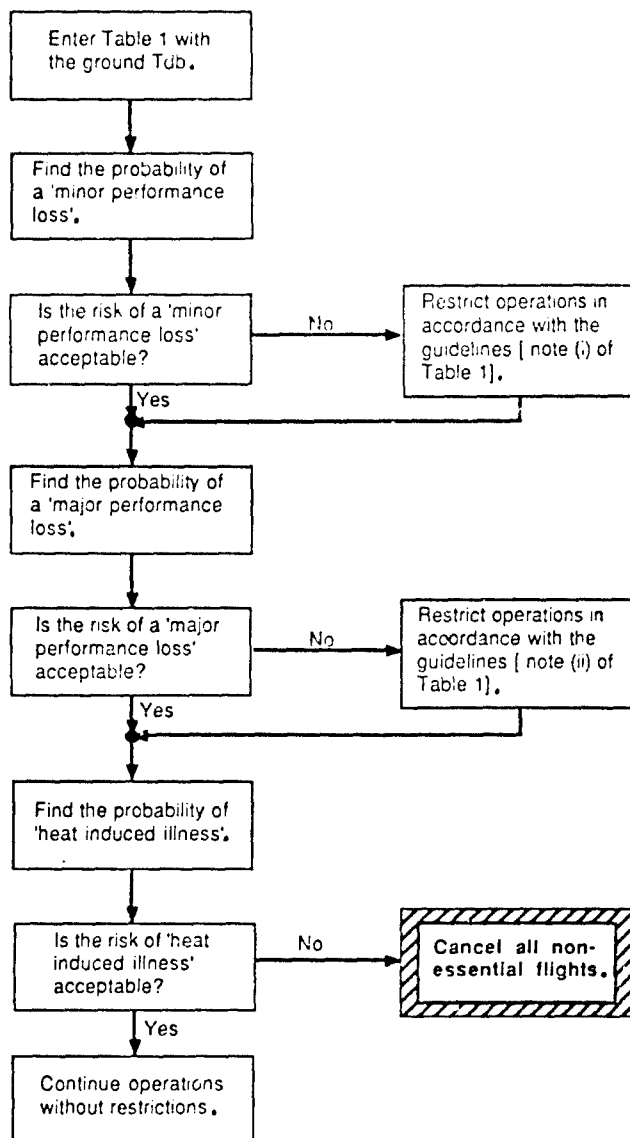 Enter Table 1 with
the ground Tdb.
Find the probability of
a 'minor performance
loss'.
Is the risk of a 'minor
performance loss'
acceptable?
No
Restrict operations in
accordance with the
guidelines [ note (i) of
Table 1].
Yes
Find the probability of
a 'major performance
loss'.
Is the risk of a 'major
performance loss'
acceptable?
No
Restrict operations in
accordance with the
guidelines [ note (ii) of
Table 1].
Yes
Find the probability of
'heat induced illness'.
Is the risk of 'heat
induced illness'
acceptable?
No
Cancel all non-
essential flights.
Yes
Continue operations
without restrictions.